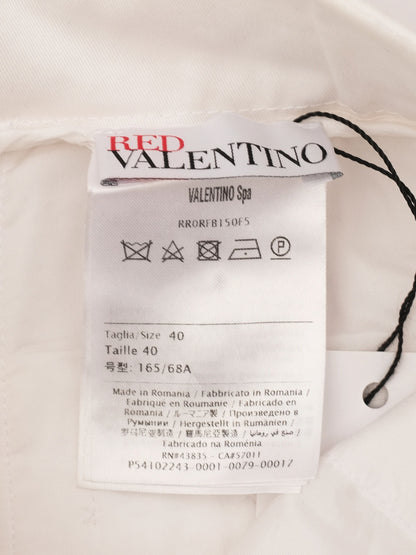 RED
VALENTINO
VALENTINO Spa
RR0RFB150F5
Taglia/Size 40
Taille 40
号型: 165/68A
Made in Romania / Fabbricato in Romania /
Fabriqué en Roumanie / Fabricado en
Romania / ルーマニア製 / Произведено в
Румынии / Hergestellt in Rumänien /
罗马尼亚制造 / 羅馬尼亞製造 / صنع في رومانيا /
Fabricado na Roménia
RN#43835 - CA#57011
P54102243-0001-0079-00017